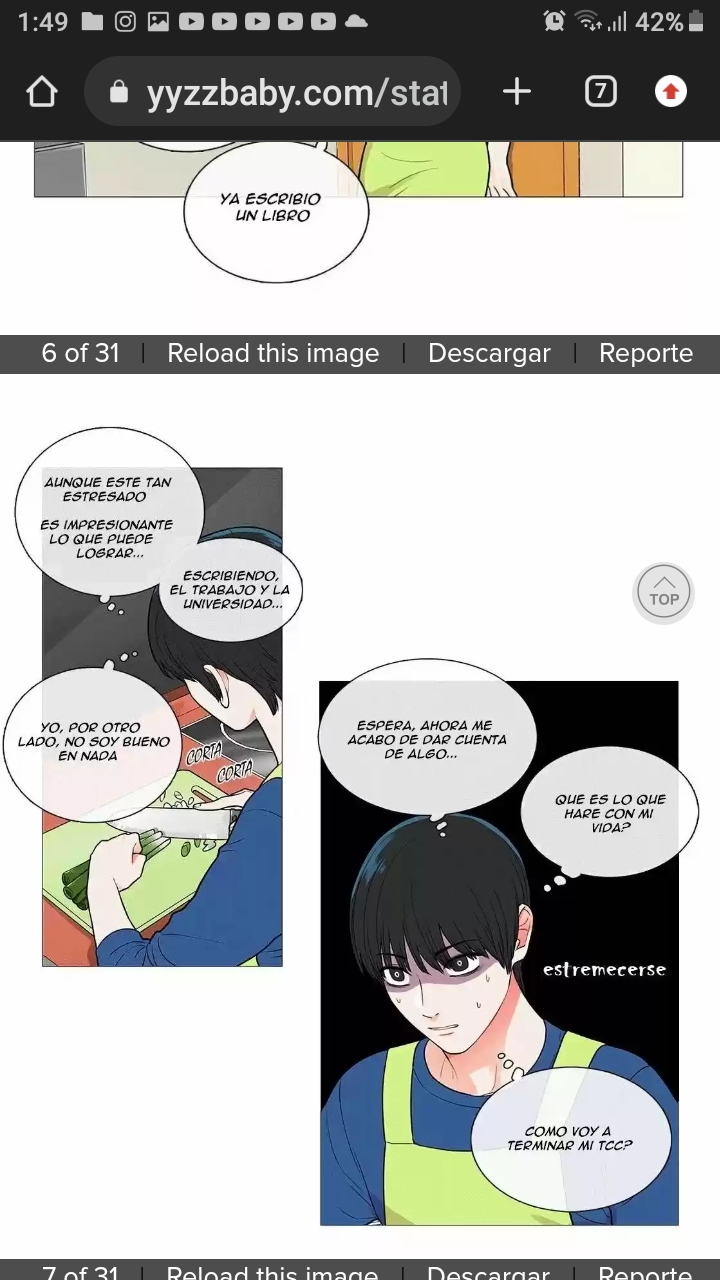 1:49
42%
yyzzbaby.com/stat
7
YA ESCRIBIO
UN LIBRO
6 of 31 | Reload this image | Descargar | Reporte
AUNQUE ESTE TAN
ESTRESADO
ES IMPRESIONANTE
LO QUE PUEDE
LOGRAR...
ESCRIBIENDO,
EL TRABAJO Y LA
UNIVERSIDAD...
TOP
YO, POR OTRO
LADO, NO SOY BUENO
EN NADA
CORTA
CORTA
ESPERA, AHORA ME
ACABO DE DAR CUENTA
DE ALGO...
QUE ES LO QUE
HARE CON MI
VIDA?
estremecerse
COMO VOY A
TERMINAR MI TCC?
7 of 31 | Reload this image | Descargar | Reporte